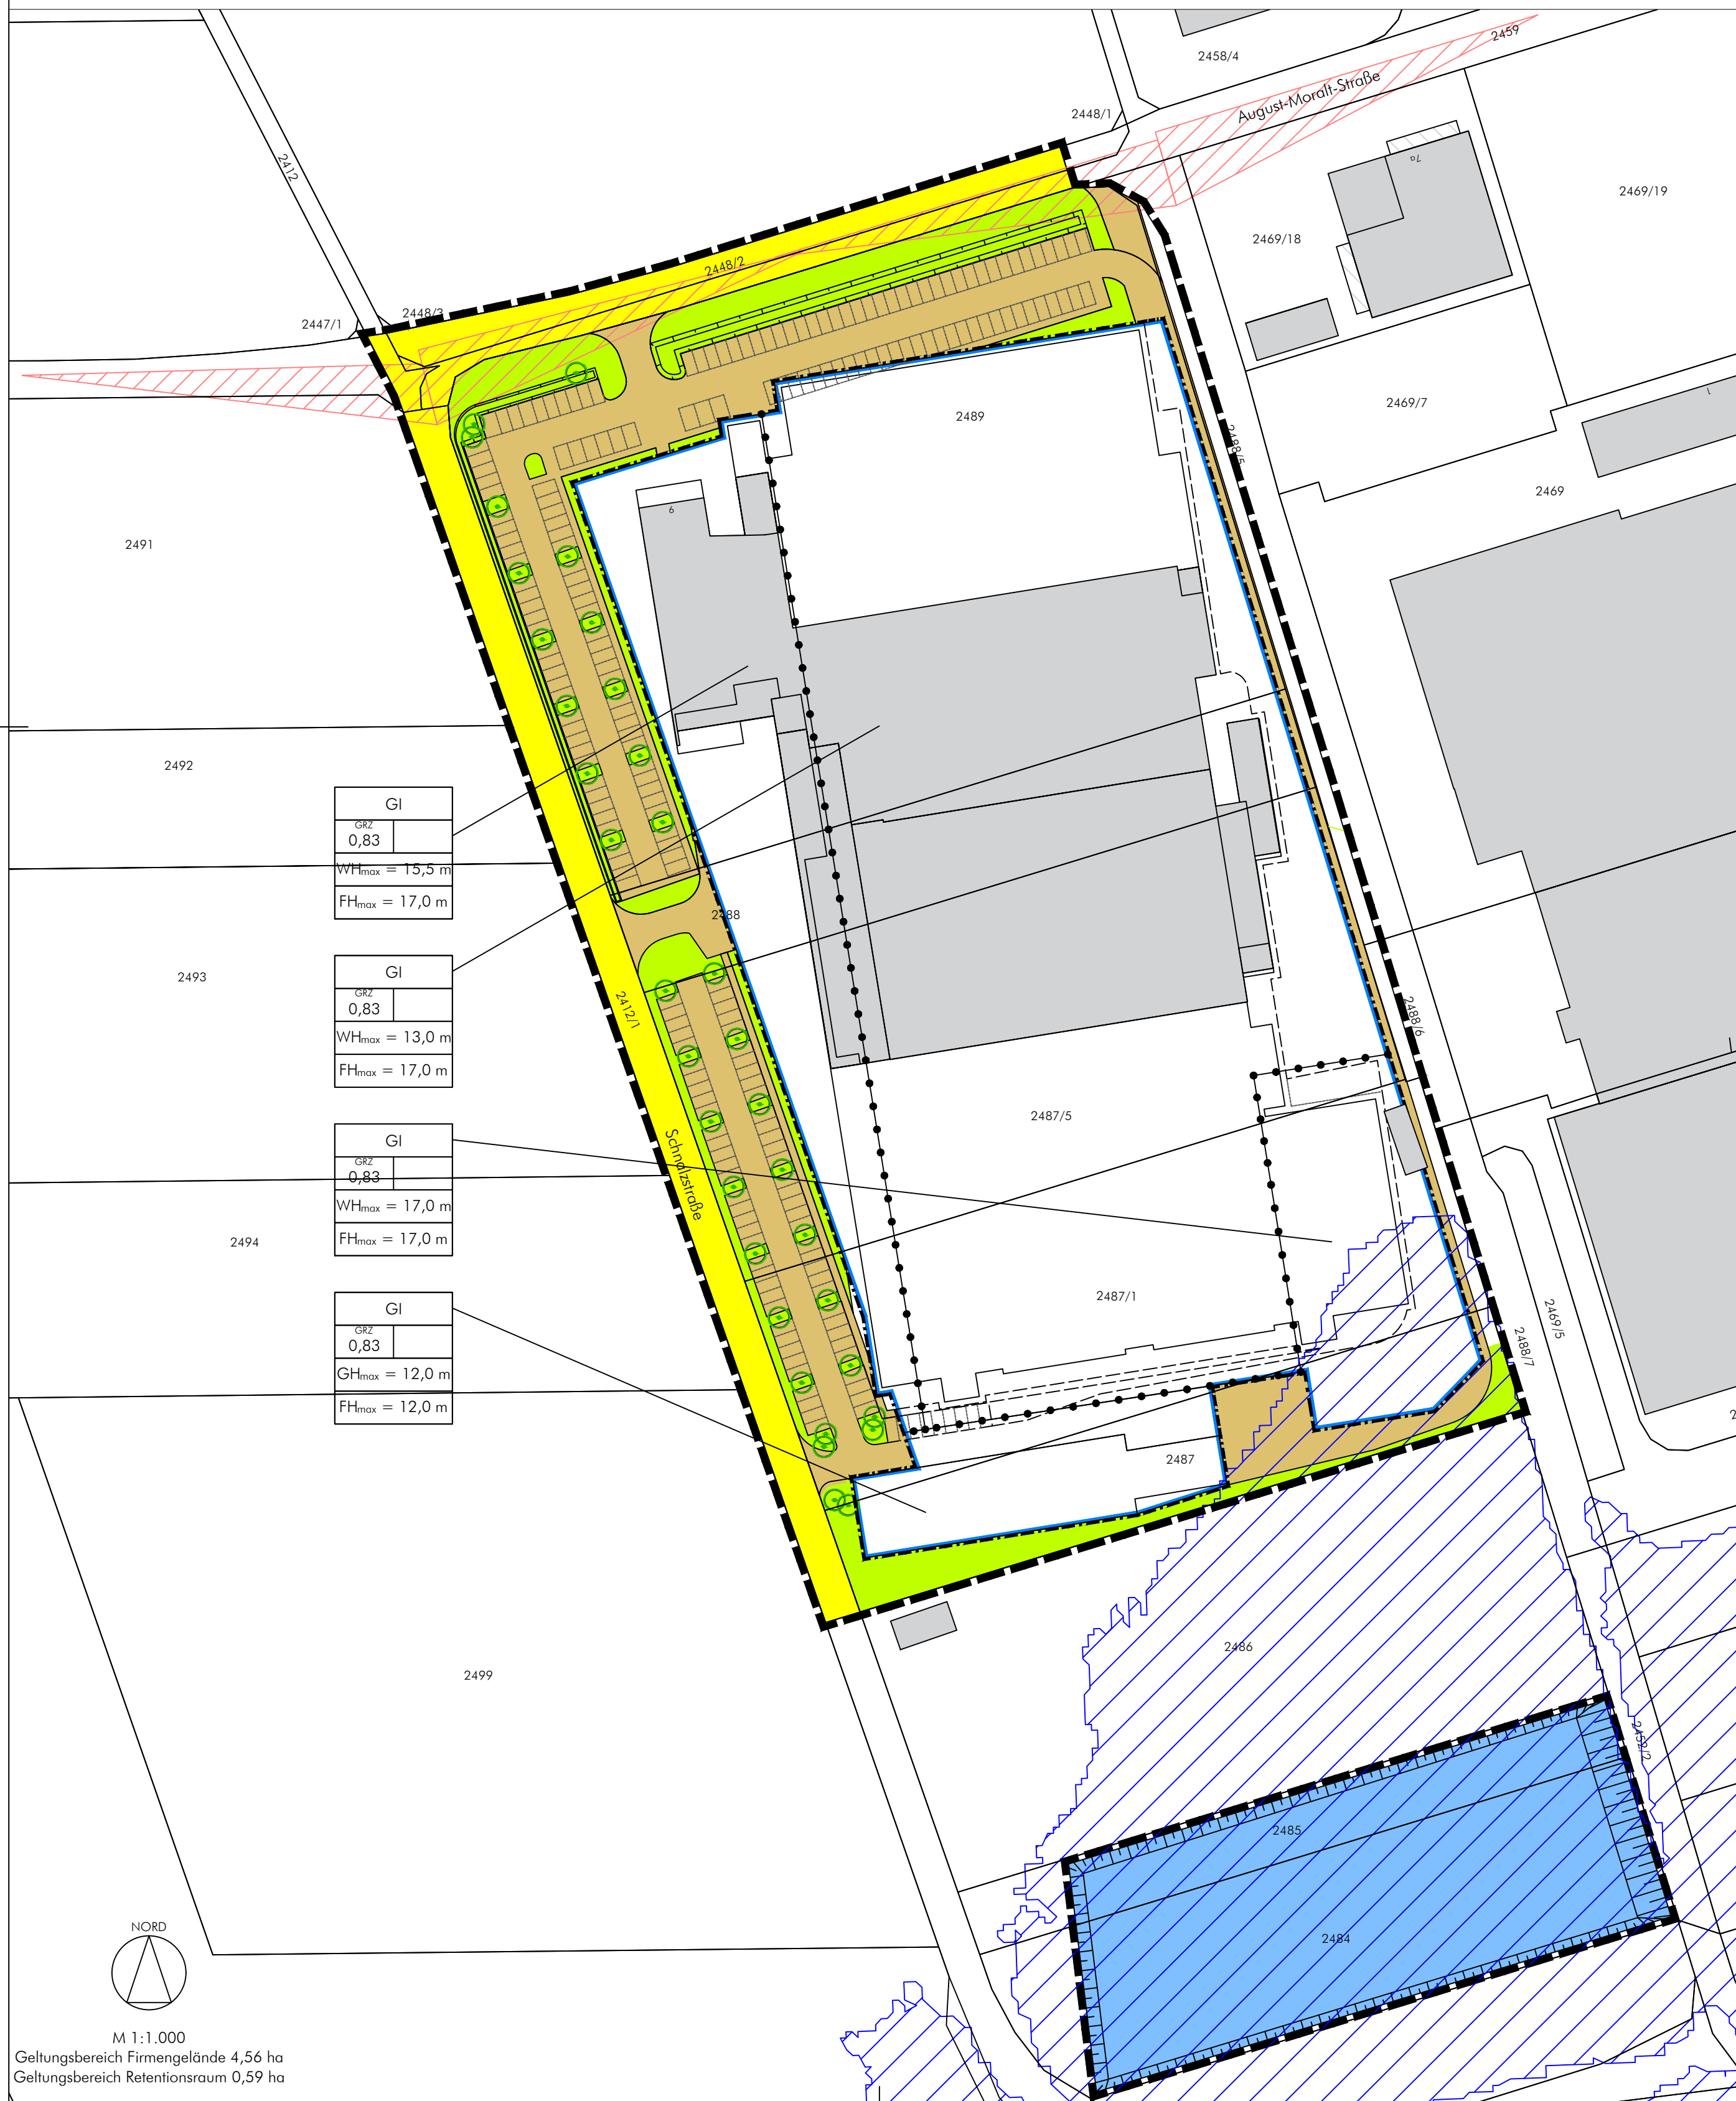 2459
2458/4
August-Moralt-Straße
2448/1
2412
7a
2469/19
2469/18
2448/2
2448/3
2447/1
2469/7
2489
2488/5
2469
9
2491
2492
GI
GRZ
0,83
WHmax = 15,5 m
FHmax = 17,0 m
2488
GI
GRZ
0,83
WHmax = 13,0 m
FHmax = 17,0 m
2493
2412/1
2488/6
2487/5
GI
GRZ
0,83
WHmax = 17,0 m
FHmax = 17,0 m
Schnalzstraße
2494
2487/1
GI
GRZ
0,83
GHmax = 12,0 m
FHmax = 12,0 m
2469/5
2488/7
2487
2486
2499
2452/2
2485
2484
NORD
M 1:1.000
Geltungsbereich Firmengelände 4,56 ha
Geltungsbereich Retentionsraum 0,59 ha